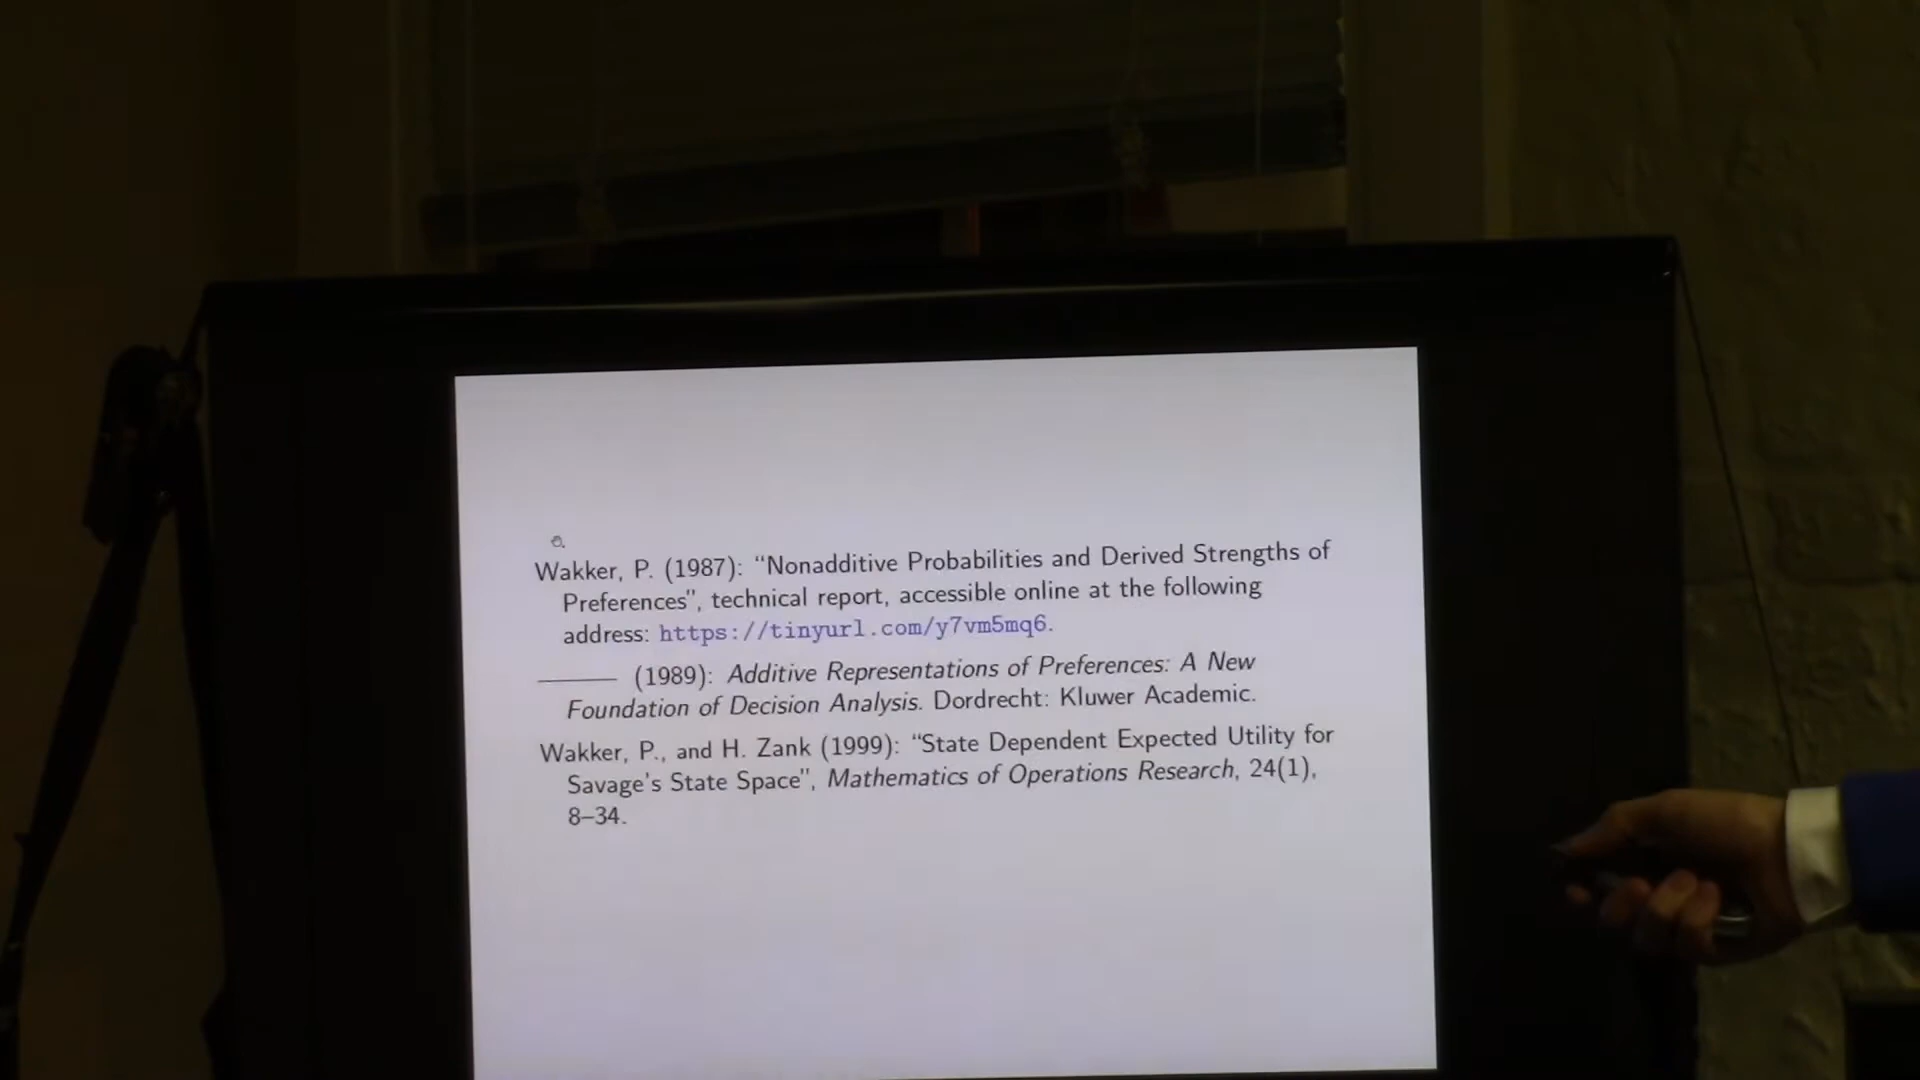 Wakker, P. (1987): “Nonadditive Probabilities and Derived Strengths of
Preferences”, technical report, accessible online at the following
address: https://tinyurl.com/y7vm5mq6.
——— (1989): Additive Representations of Preferences: A New
Foundation of Decision Analysis. Dordrecht: Kluwer Academic.
Wakker, P., and H. Zank (1999): “State Dependent Expected Utility for
Savage's State Space”, Mathematics of Operations Research, 24(1),
8–34.